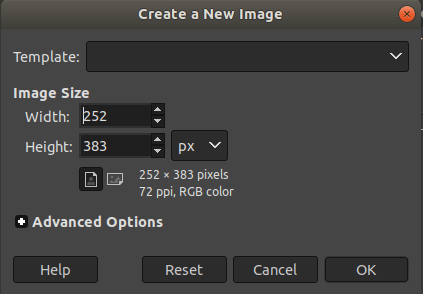 Create a New Image
Template:
Image Size
Width: 252
Height: 383 px
252 × 383 pixels
72 ppi, RGB color
Advanced Options
Help Reset Cancel OK